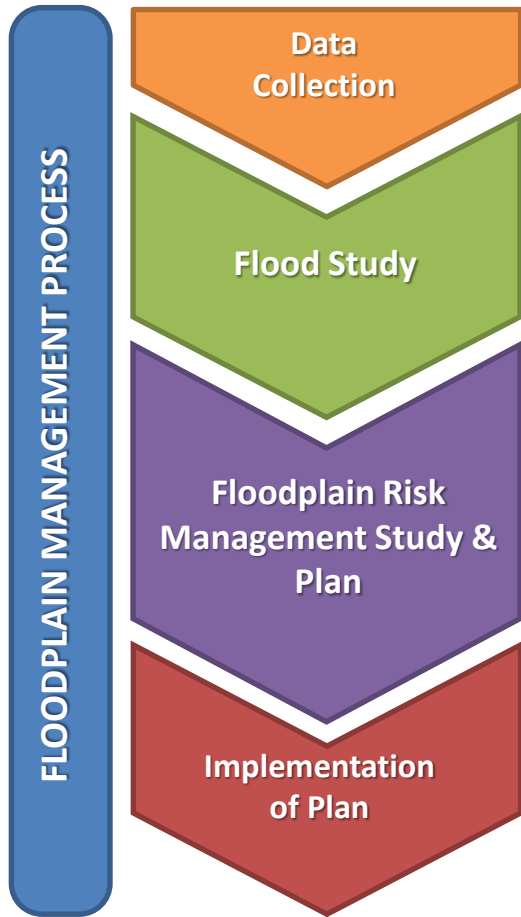 FLOODPLAIN MANAGEMENT PROCESS
Data
Collection
Flood Study
Floodplain Risk
Management Study &
Plan
Implementation
of Plan